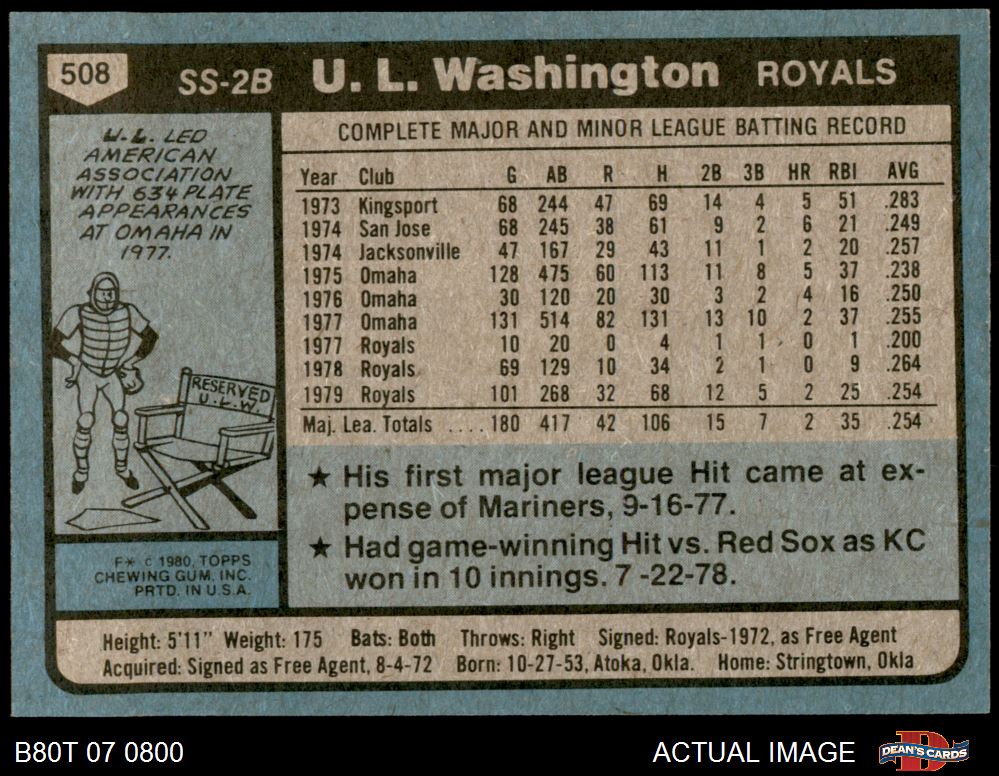 508 SS-2B U. L. Washington ROYALS
U.L. LED
AMERICAN
ASSOCIATION
WITH 634 PLATE
APPEARANCES
AT OMAHA IN
1977.
RESERVED
U.L.W.
F* © 1980, TOPPS
CHEWING GUM, INC.
PRTD. IN U.S.A.
COMPLETE MAJOR AND MINOR LEAGUE BATTING RECORD
Year Club G AB R H 2B 3B HR RBI AVG
1973 Kingsport 68 244 47 69 14 4 5 51 .283
1974 San Jose 68 245 38 61 9 2 6 21 .249
1974 Jacksonville 47 167 29 43 11 1 2 20 .257
1975 Omaha 128 475 60 113 11 8 5 37 .238
1976 Omaha 30 120 20 30 3 2 4 16 .250
1977 Omaha 131 514 82 131 13 10 2 37 .255
1977 Royals 10 20 0 4 1 1 0 1 .200
1978 Royals 69 129 10 34 2 1 0 9 .264
1979 Royals 101 268 32 68 12 5 2 25 .254
Maj. Lea. Totals ....180 417 42 106 15 7 2 35 .254
★ His first major league Hit came at ex-
pense of Mariners, 9-16-77.
★ Had game-winning Hit vs. Red Sox as KC
won in 10 innings. 7 -22-78.
Height: 5'11" Weight: 175 Bats: Both Throws: Right Signed: Royals-1972, as Free Agent
Acquired: Signed as Free Agent, 8-4-72 Born: 10-27-53, Atoka, Okla. Home: Stringtown, Okla
B80T 07 0800 ACTUAL IMAGE DEAN'S CARDS